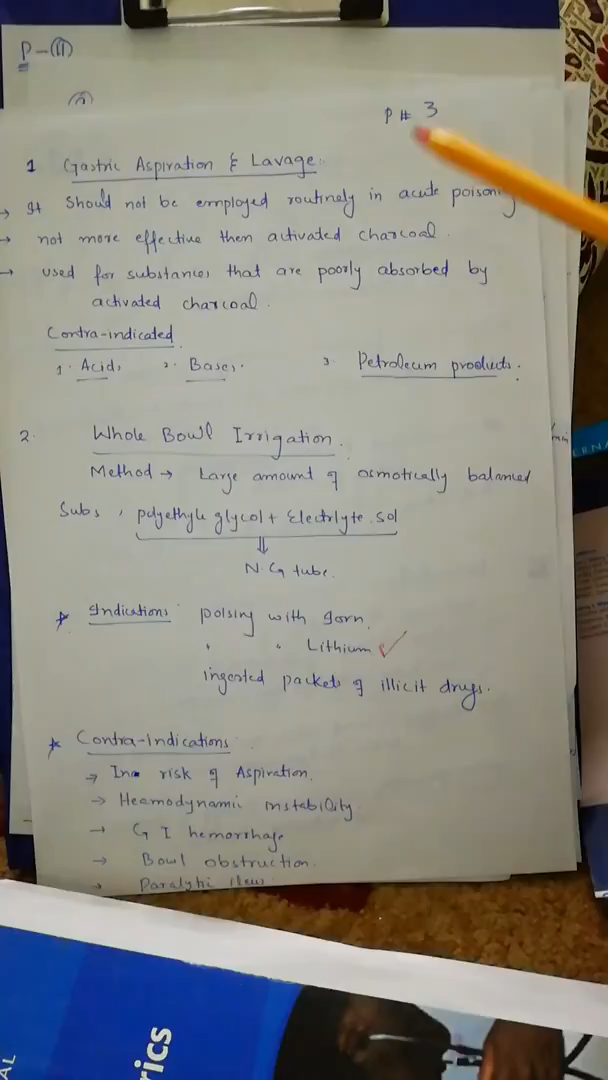 P-(11)
P # 3
1 Gastric Aspiration & Lavage:
→ It should not be employed routinely in acute poisoning
→ not more effective then activated charcoal.
→ used for substances that are poorly absorbed by
activated charcoal.
Contra-indicated
1. Acids 2. Bases. 3. Petroleum products.
2. Whole Bowl Irrigation.
Method → Large amount of osmotically balanced
Subs, polyethyle glycol + Electrlyte sol
⇓
NG tube.
* Indications: poising with Iorn.
" " Lithium ✓
ingested packets of illicit drugs.
* Contra-indications
→ risk of Aspiration.
→ Heamodynamic instability
→ G I hemorrhage
→ Bowl obstruction.
→ Paralytic ileus
rics
AL